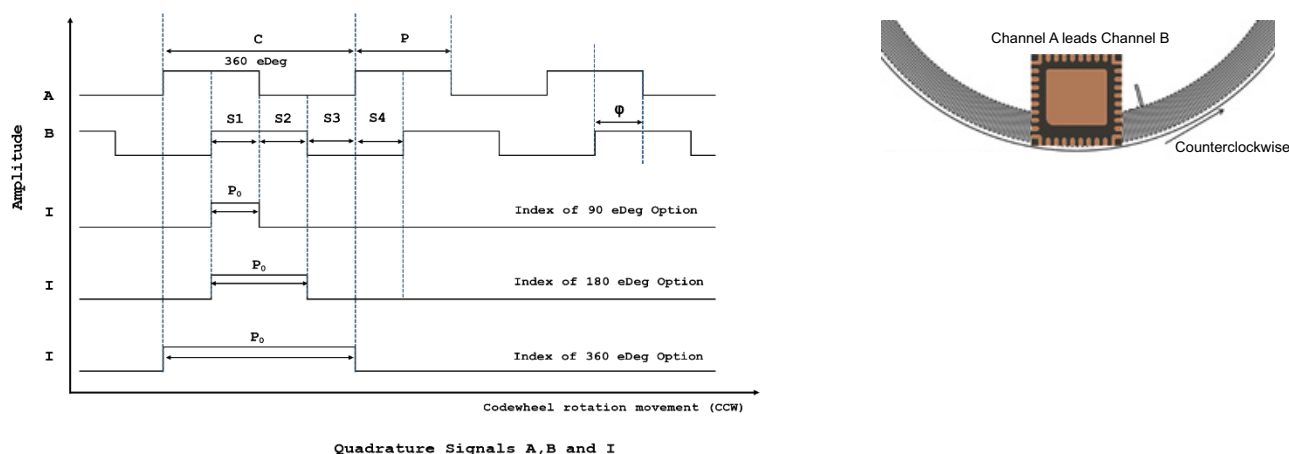 C
P
360 eDeg
A
S1 S2 S3 S4
φ
B
P₀
I
Index of 90 eDeg Option
P₀
I
Index of 180 eDeg Option
P₀
I
Index of 360 eDeg Option
Amplitude
Codewheel rotation movement (CCW)
Quadrature Signals A,B and I
Channel A leads Channel B
Counterclockwise